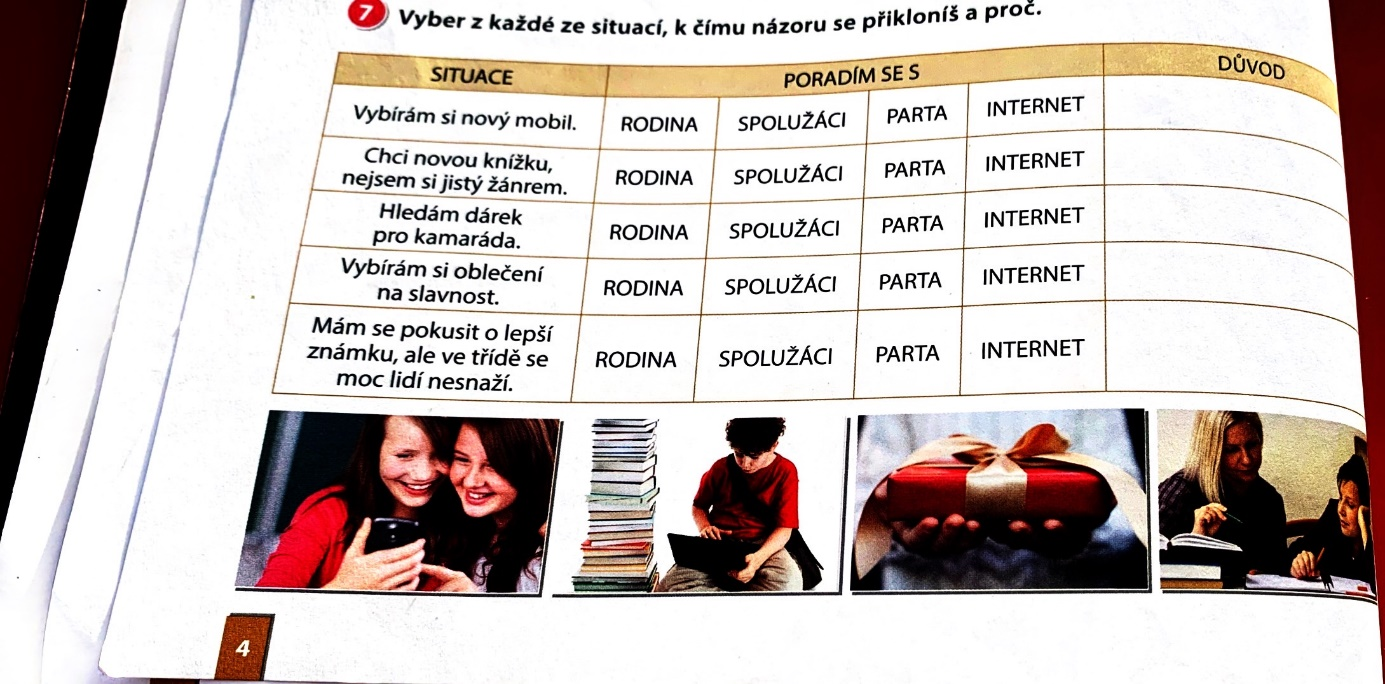 7 Vyber z každé ze situací, k čímu názoru se přikloníš a proč.
SITUACE PORADÍM SE S DŮVOD
Vybírám si nový mobil. RODINA SPOLUŽÁCI PARTA INTERNET
Chci novou knížku,
nejsem si jistý žánrem. RODINA SPOLUŽÁCI PARTA INTERNET
Hledám dárek
pro kamaráda. RODINA SPOLUŽÁCI PARTA INTERNET
Vybírám si oblečení
na slavnost. RODINA SPOLUŽÁCI PARTA INTERNET
Mám se pokusit o lepší
známku, ale ve třídě se
moc lidí nesnaží. RODINA SPOLUŽÁCI PARTA INTERNET
4